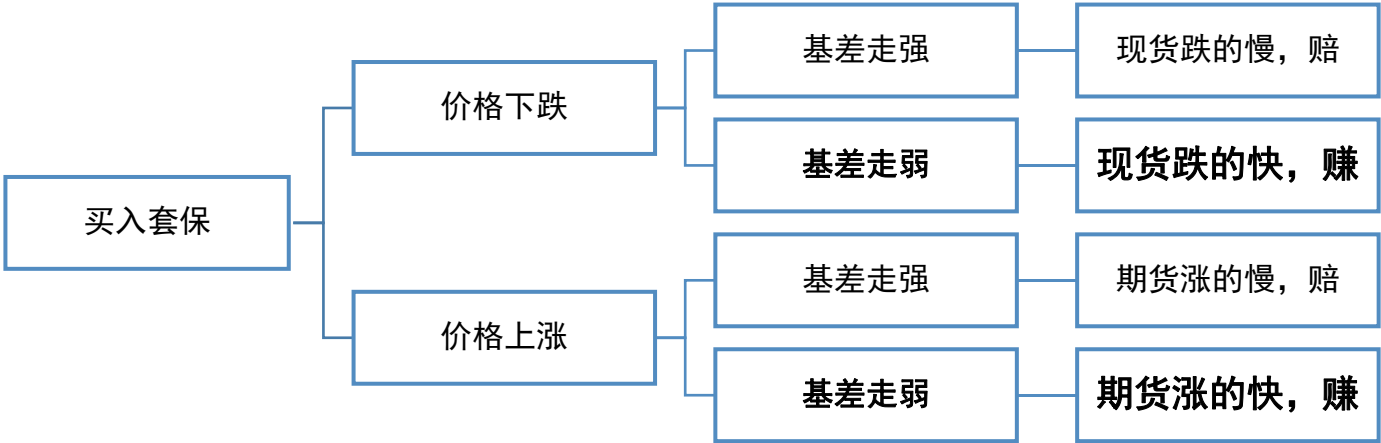 买入套保
价格下跌
基差走强
现货跌的慢，赔
基差走弱
现货跌的快，赚
价格上涨
基差走强
期货涨的慢，赔
基差走弱
期货涨的快，赚